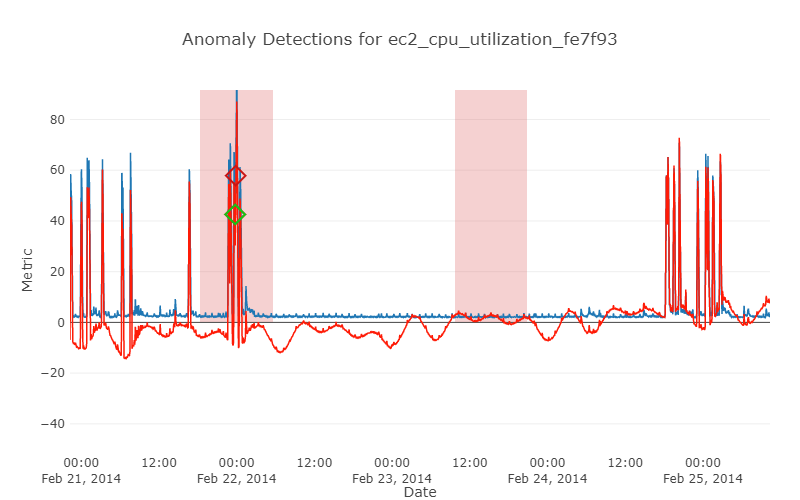 Anomaly Detections for ec2_cpu_utilization_fe7f93
80
60
40
20
0
−20
−40
Metric
00:00 12:00 00:00 12:00 00:00 12:00 00:00 12:00 00:00
Feb 21, 2014 Feb 22, 2014 Feb 23, 2014 Feb 24, 2014 Feb 25, 2014
Date